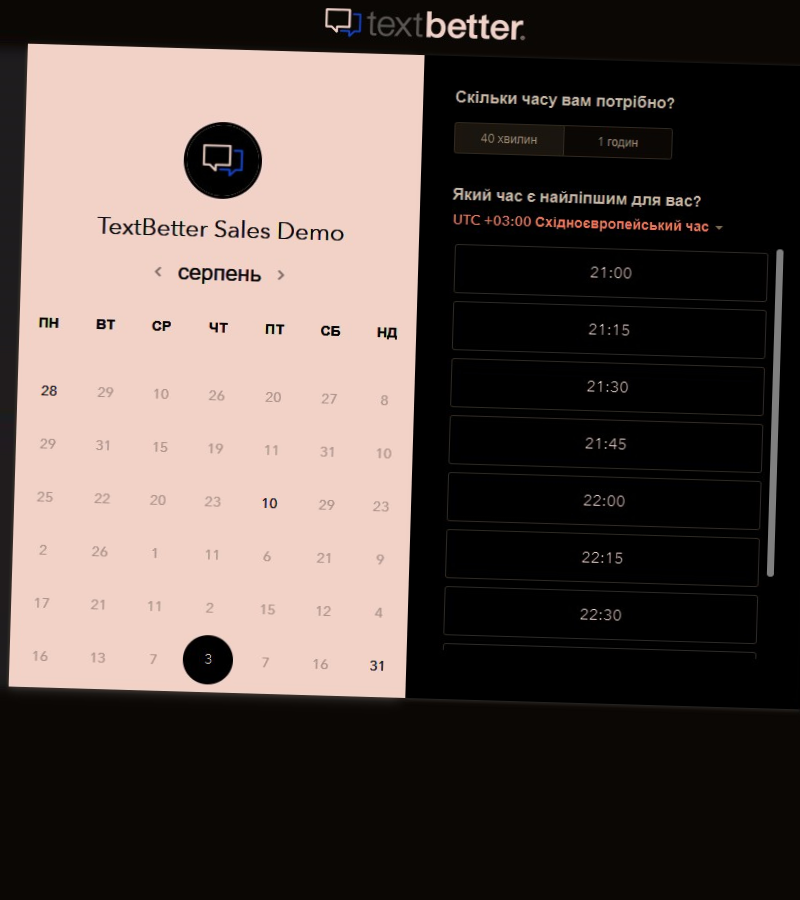 textbetter.
TextBetter Sales Demo
серпень
ПН ВТ СР ЧТ ПТ СБ НД
28 29 10 26 20 27 8
29 31 15 19 11 31 10
25 22 20 23 10 29 23
2 26 1 11 6 21 9
17 21 11 2 15 12 4
16 13 7 3 7 16 31
Скільки часу вам потрібно?
40 хвилин 1 годин
Який час є найліпшим для вас?
UTC +03:00 Східноєвропейський час
21:00
21:15
21:30
21:45
22:00
22:15
22:30